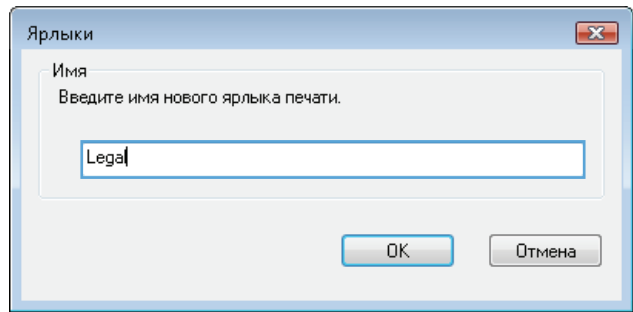 Ярлыки
Имя
Введите имя нового ярлыка печати.
Legal
OK
Отмена